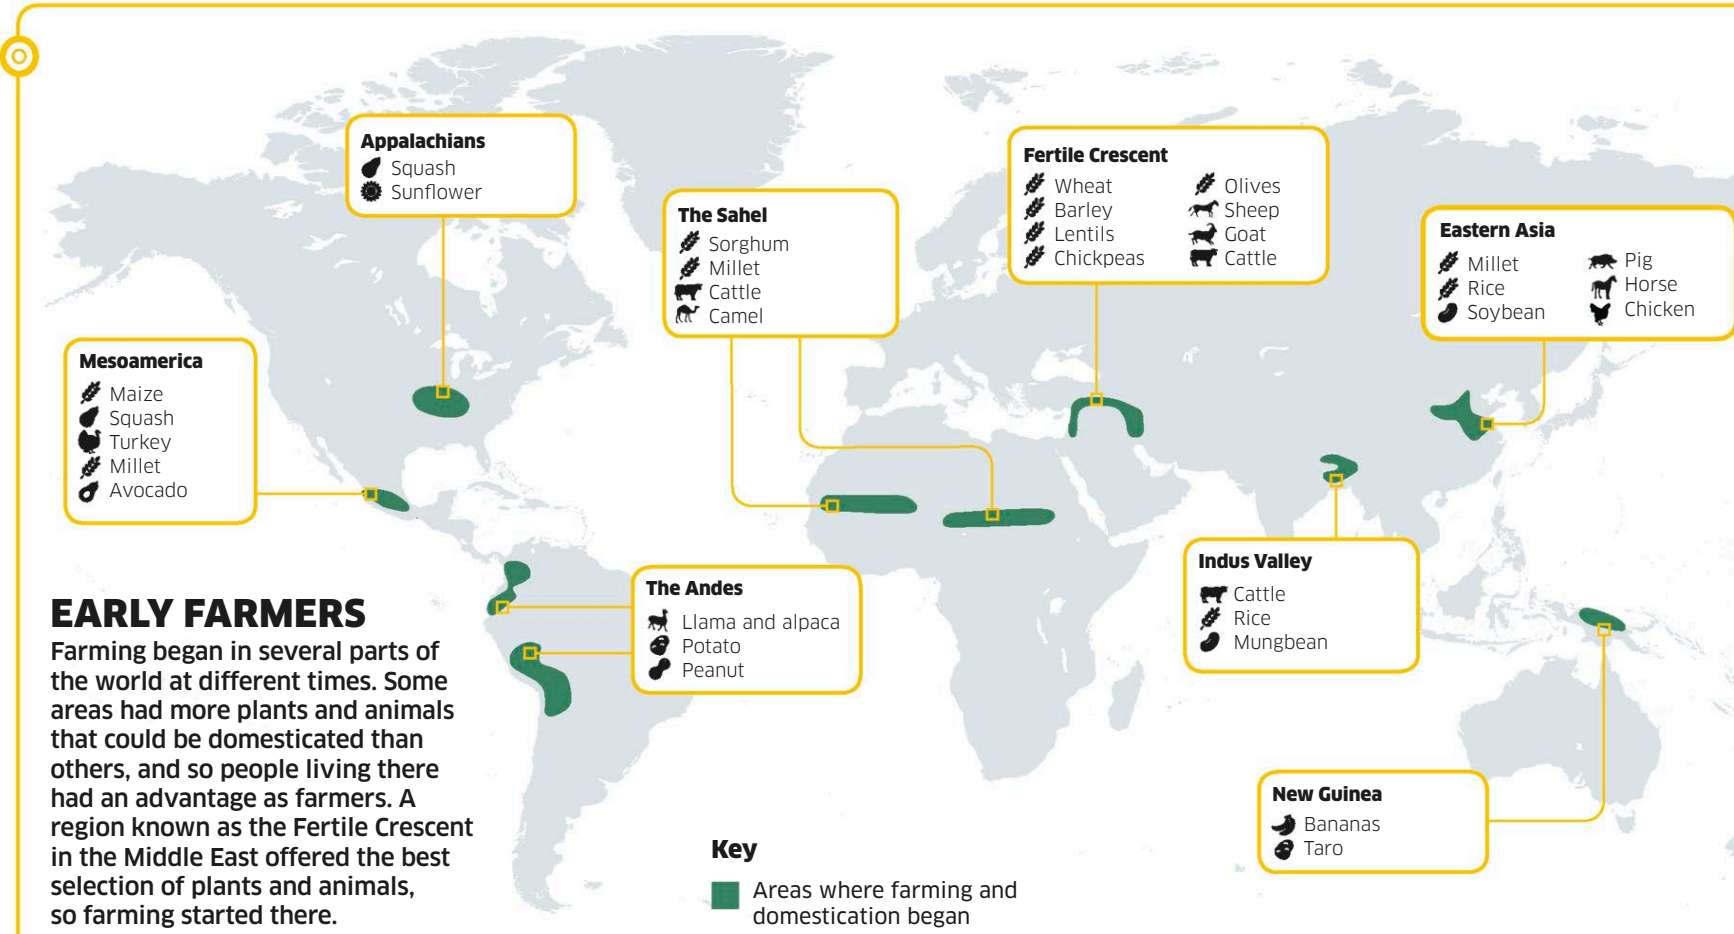 Appalachians
Squash
Sunflower
Fertile Crescent
Wheat
Barley
Lentils
Chickpeas
Olives
Sheep
Goat
Cattle
The Sahel
Sorghum
Millet
Cattle
Camel
Eastern Asia
Millet
Rice
Soybean
Pig
Horse
Chicken
Mesoamerica
Maize
Squash
Turkey
Millet
Avocado
Indus Valley
Cattle
Rice
Mungbean
The Andes
Llama and alpaca
Potato
Peanut
EARLY FARMERS
Farming began in several parts of
the world at different times. Some
areas had more plants and animals
that could be domesticated than
others, and so people living there
had an advantage as farmers. A
region known as the Fertile Crescent
in the Middle East offered the best
selection of plants and animals,
so farming started there.
New Guinea
Bananas
Taro
Key
Areas where farming and
domestication began